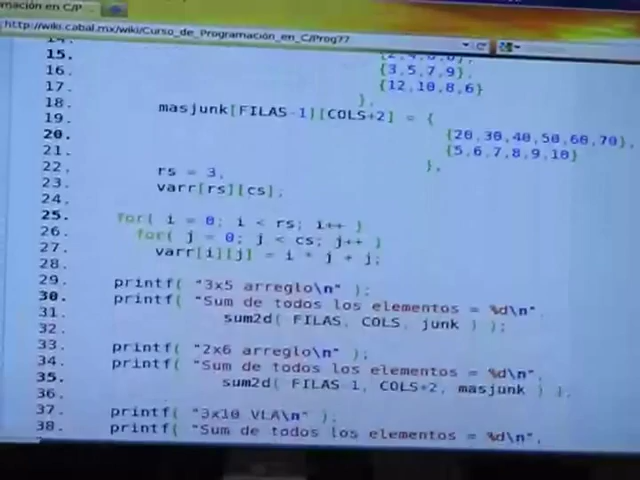 mación en C/P
http://wiki.cabal.mx/wiki/Curso_de_Programación_en_C/Prog77
14.
15. {2,4,6,8},
16. {3,5,7,9},
17. {12,10,8,6}
18. },
19. masjunk[FILAS-1][COLS+2] = {
20. {20,30,40,50,60,70},
21. {5,6,7,8,9,10}
22. },
rs = 3,
23. varr[rs][cs];
24.
25. for( i = 0; i < rs; i++ )
26. for( j = 0; j < cs; j++ )
27. varr[i][j] = i * j + j;
28.
29. printf( "3x5 arreglo\n" );
30. printf( "Sum de todos los elementos = %d\n",
31. sum2d( FILAS, COLS, junk ) );
32.
33. printf( "2x6 arreglo\n" );
34. printf( "Sum de todos los elementos = %d\n",
35. sum2d( FILAS-1, COLS+2, masjunk ) );
36.
37. printf( "3x10 VLA\n" );
38. printf( "Sum de todos los elementos = %d\n",